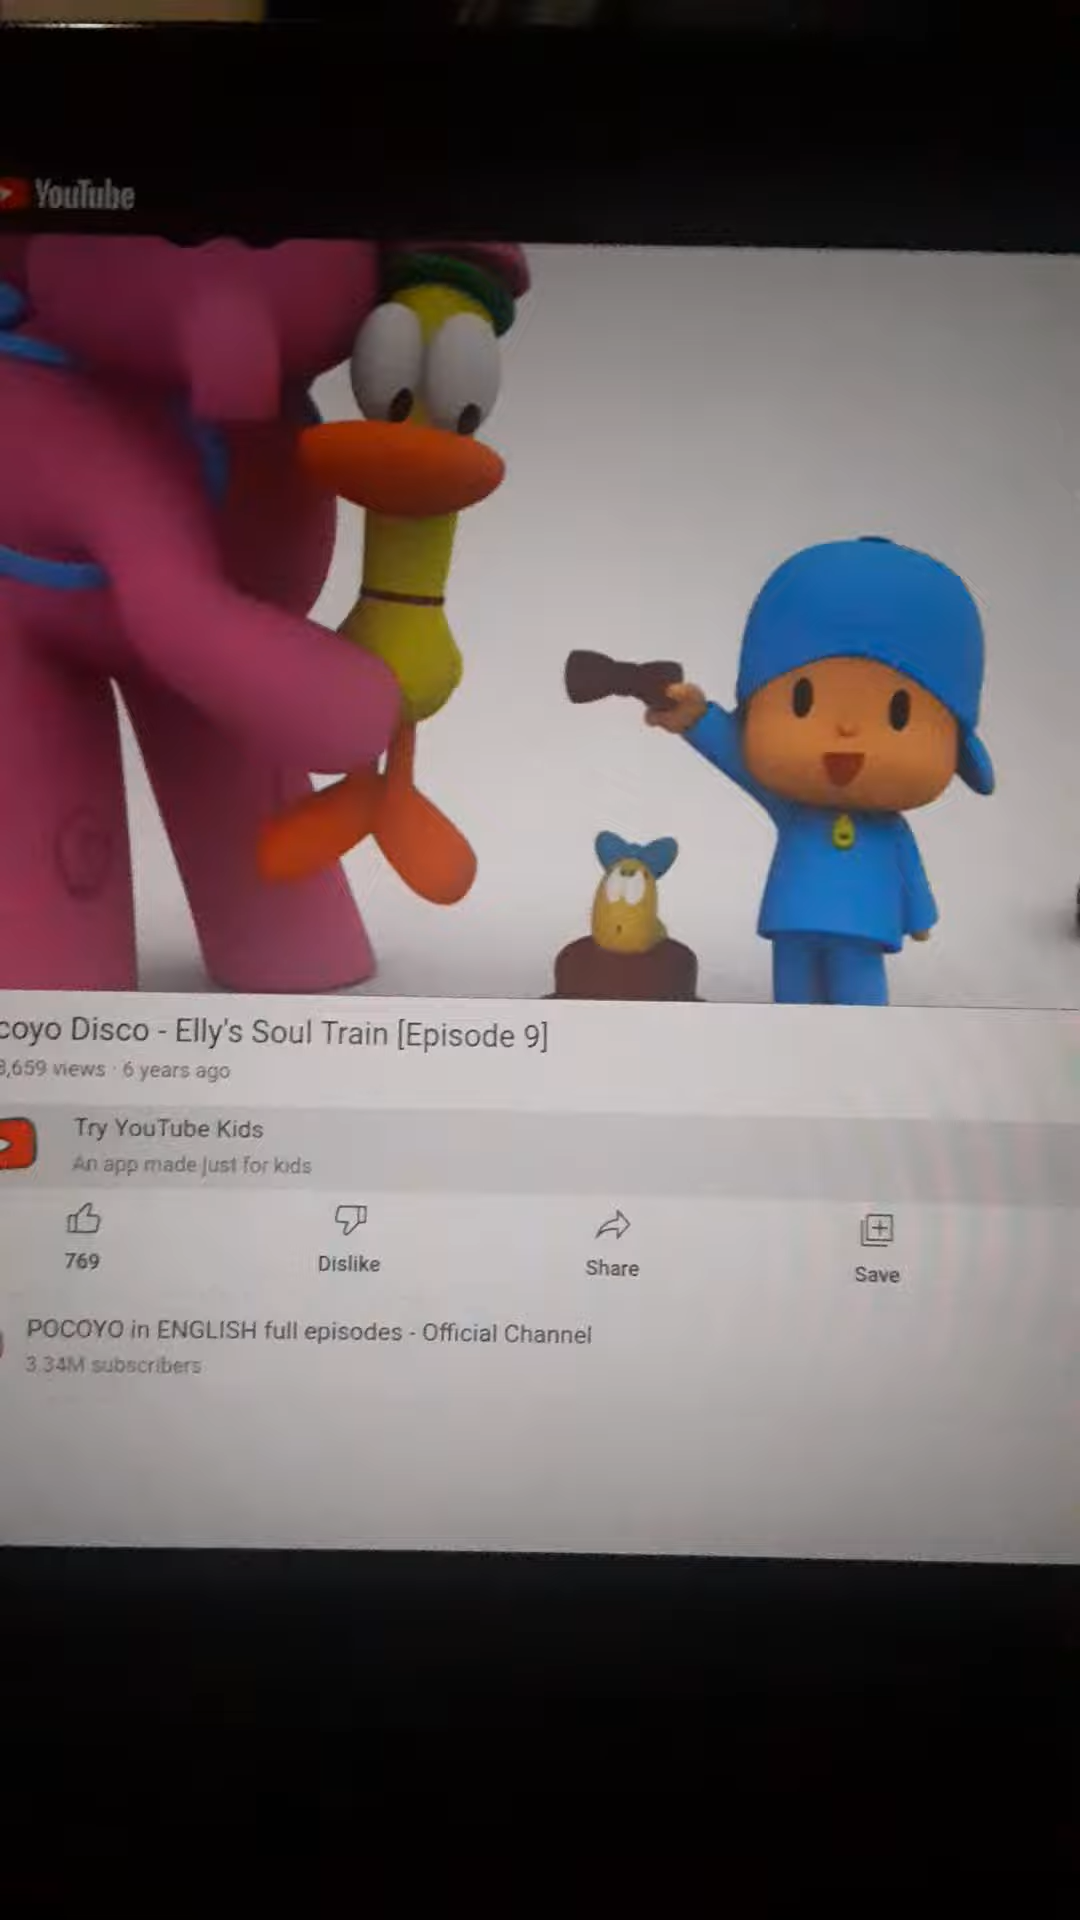 YouTube
coyo Disco - Elly's Soul Train [Episode 9]
3,659 views · 6 years ago
Try YouTube Kids
An app made just for kids
769
Dislike
Share
Save
POCOYO in ENGLISH full episodes - Official Channel
3.34M subscribers